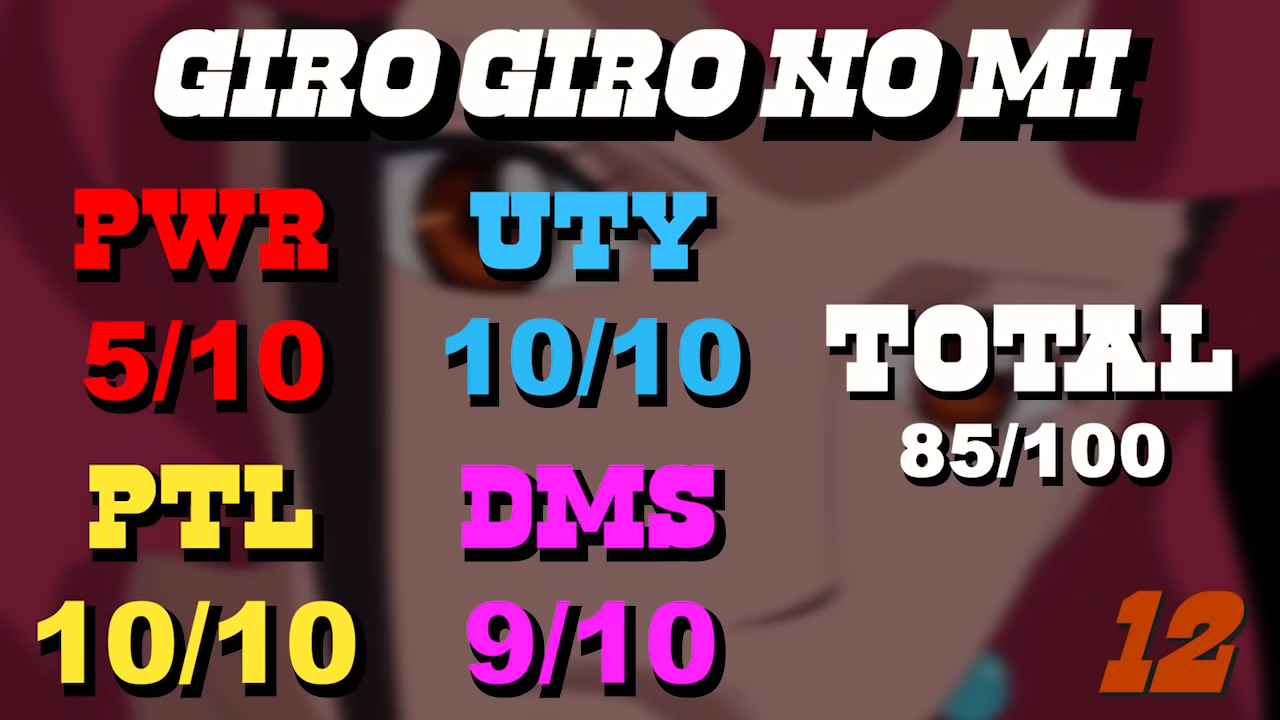 GIRO GIRO NO MI
PWR
5/10
UTY
10/10
PTL
10/10
DMS
9/10
TOTAL
85/100
12